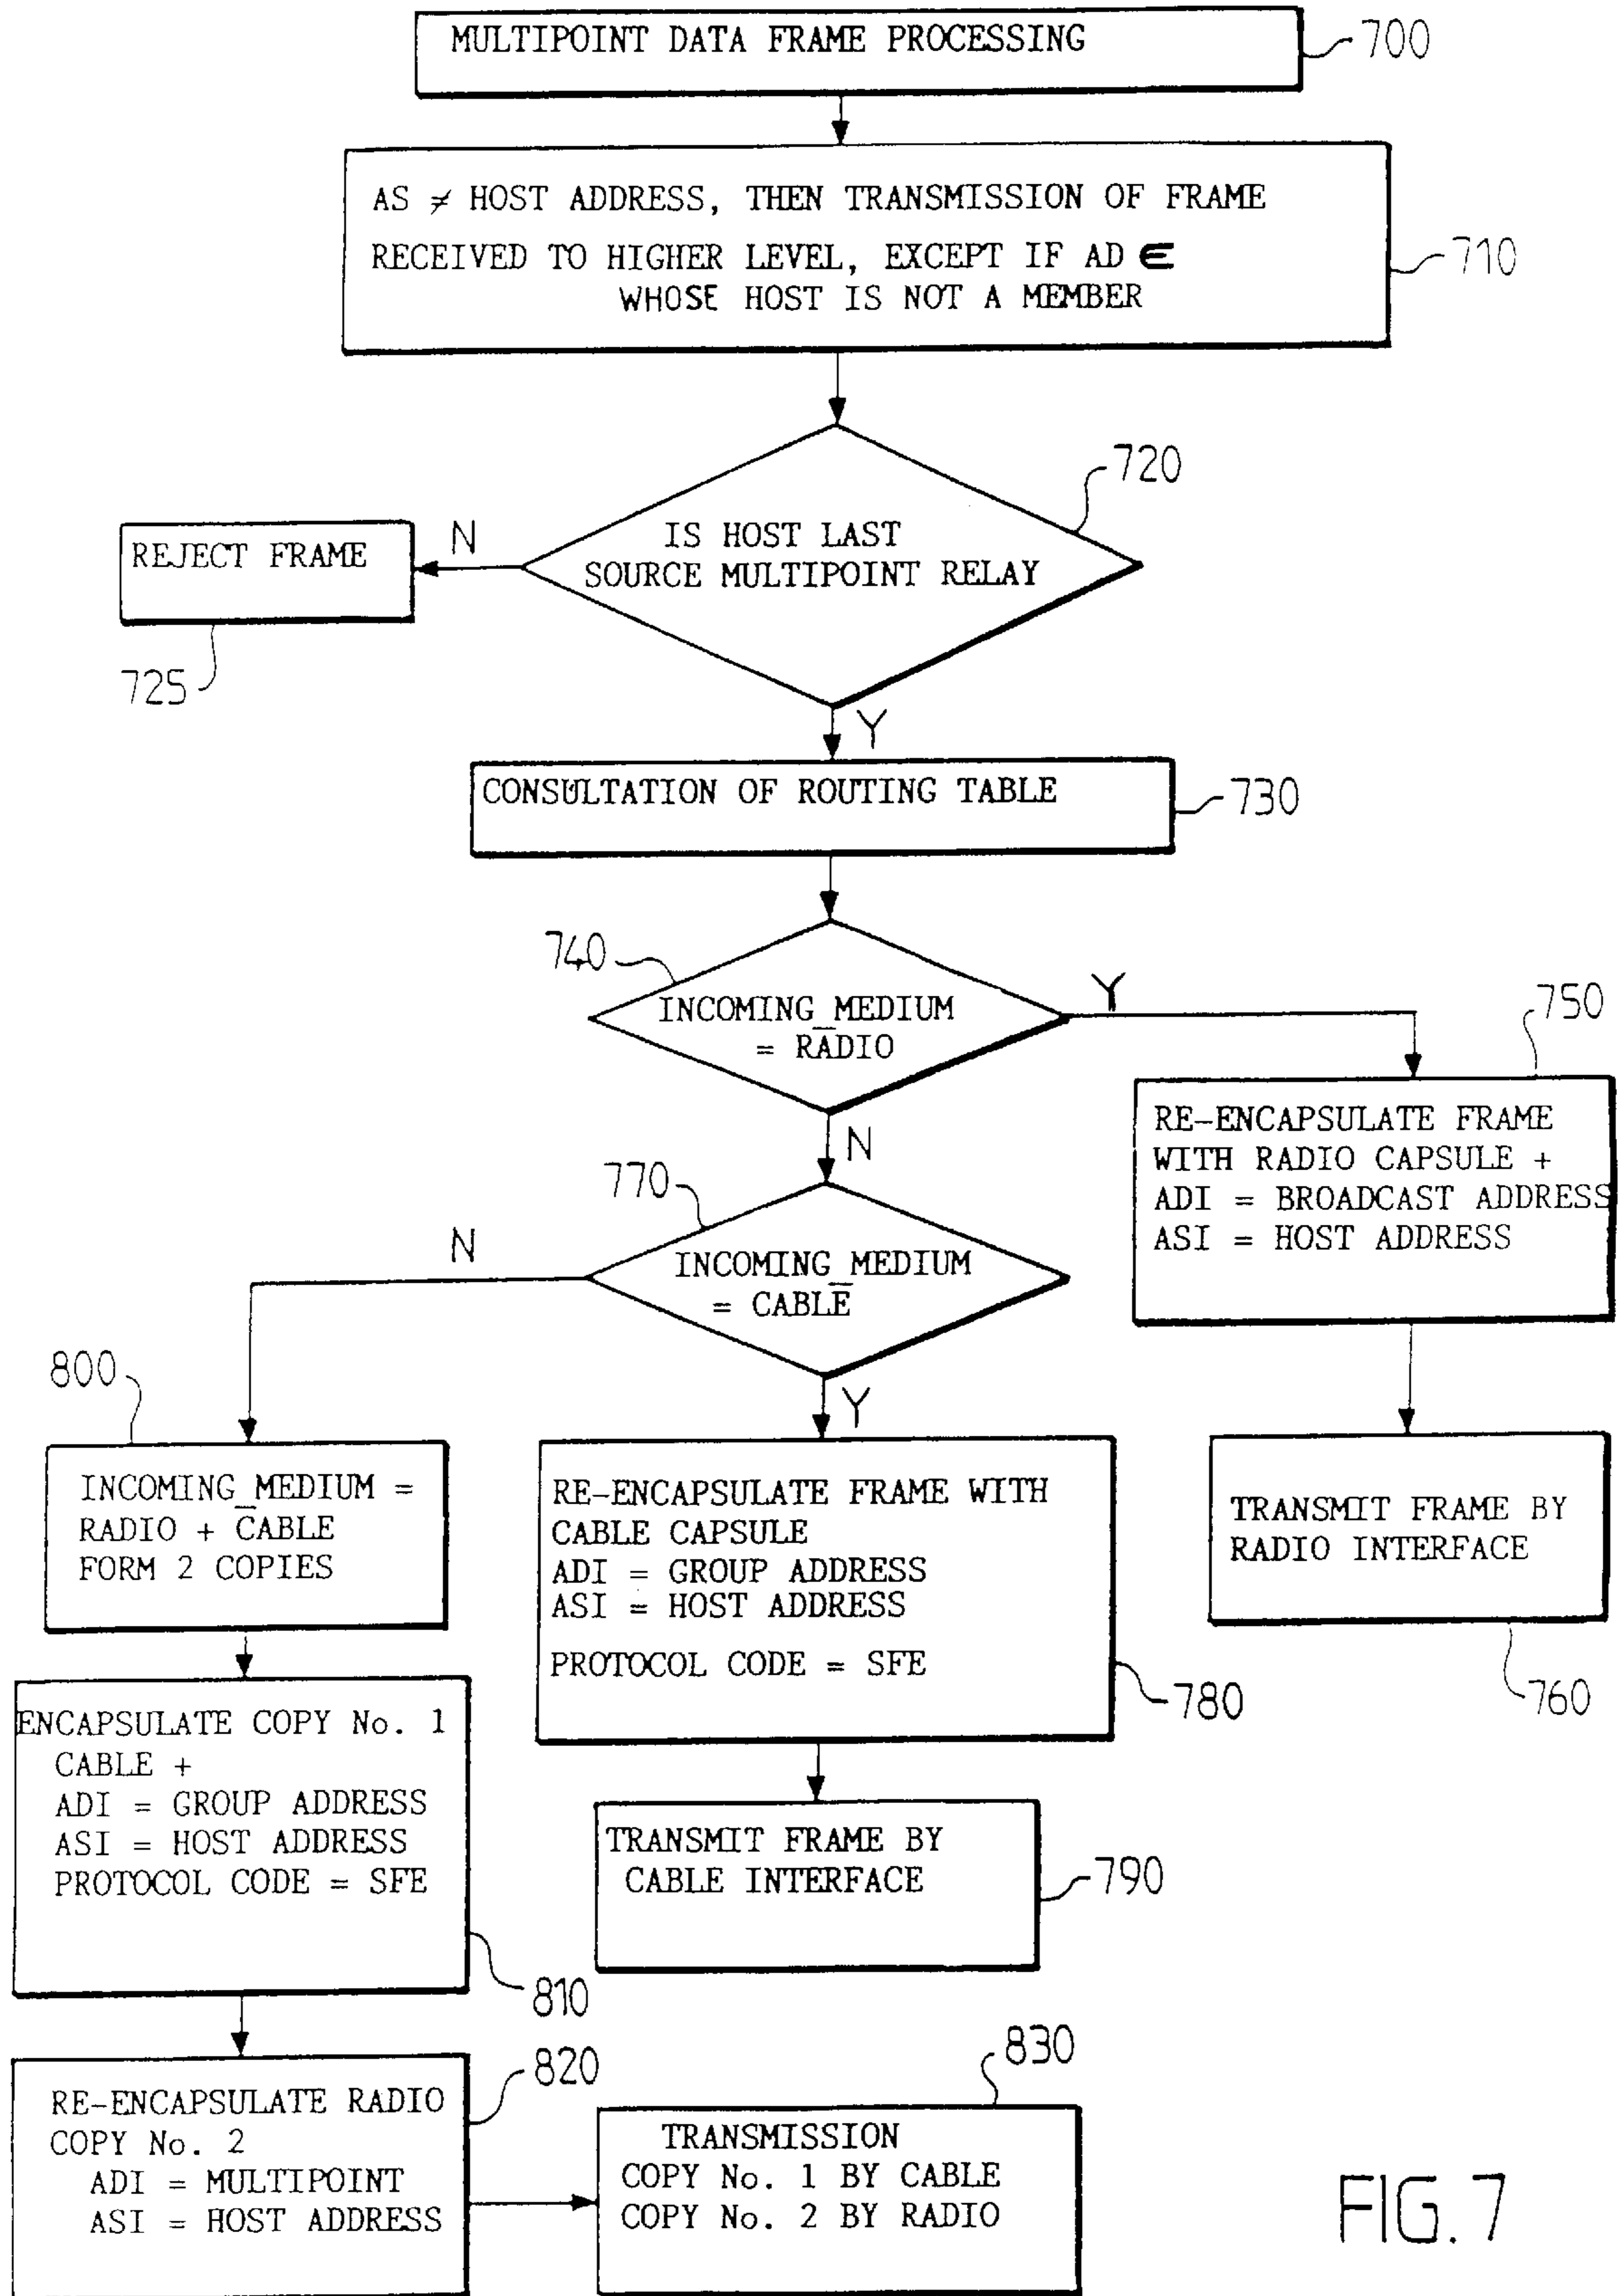 MULTIPOINT DATA FRAME PROCESSING
700
AS ≠ HOST ADDRESS, THEN TRANSMISSION OF FRAME
RECEIVED TO HIGHER LEVEL, EXCEPT IF AD ∈
WHOSE HOST IS NOT A MEMBER
710
720
IS HOST LAST
SOURCE MULTIPOINT RELAY
N
REJECT FRAME
725
Y
CONSULTATION OF ROUTING TABLE
730
740
INCOMING_MEDIUM
= RADIO
Y
750
RE-ENCAPSULATE FRAME
WITH RADIO CAPSULE +
ADI = BROADCAST ADDRESS
ASI = HOST ADDRESS
N
770
INCOMING_MEDIUM
= CABLE
N
800
Y
INCOMING_MEDIUM =
RADIO + CABLE
FORM 2 COPIES
RE-ENCAPSULATE FRAME WITH
CABLE CAPSULE
ADI = GROUP ADDRESS
ASI = HOST ADDRESS
PROTOCOL CODE = SFE
780
TRANSMIT FRAME BY
RADIO INTERFACE
760
ENCAPSULATE COPY No. 1
CABLE +
ADI = GROUP ADDRESS
ASI = HOST ADDRESS
PROTOCOL CODE = SFE
810
TRANSMIT FRAME BY
CABLE INTERFACE
790
820
RE-ENCAPSULATE RADIO
COPY No. 2
ADI = MULTIPOINT
ASI = HOST ADDRESS
830
TRANSMISSION
COPY No. 1 BY CABLE
COPY No. 2 BY RADIO
FIG. 7